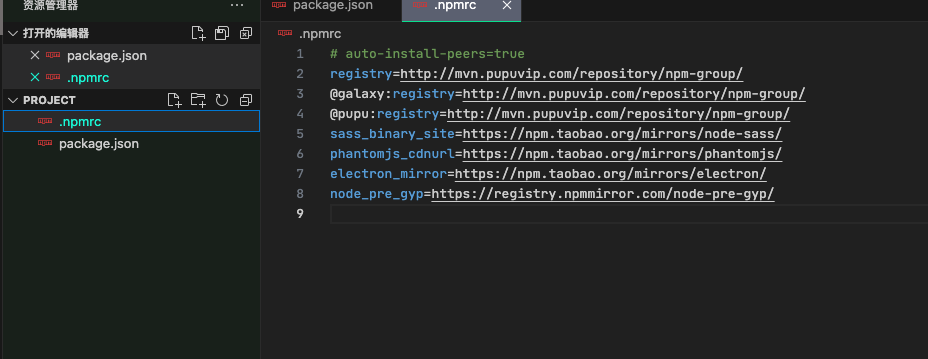 资源管理器
package.json
.npmrc
打开的编辑器
package.json
.npmrc
PROJECT
.npmrc
package.json
.npmrc
1 # auto-install-peers=true
2 registry=http://mvn.pupuvip.com/repository/npm-group/
3 @galaxy:registry=http://mvn.pupuvip.com/repository/npm-group/
4 @pupu:registry=http://mvn.pupuvip.com/repository/npm-group/
5 sass_binary_site=https://npm.taobao.org/mirrors/node-sass/
6 phantomjs_cdnurl=https://npm.taobao.org/mirrors/phantomjs/
7 electron_mirror=https://npm.taobao.org/mirrors/electron/
8 node_pre_gyp=https://registry.npmmirror.com/node-pre-gyp/
9